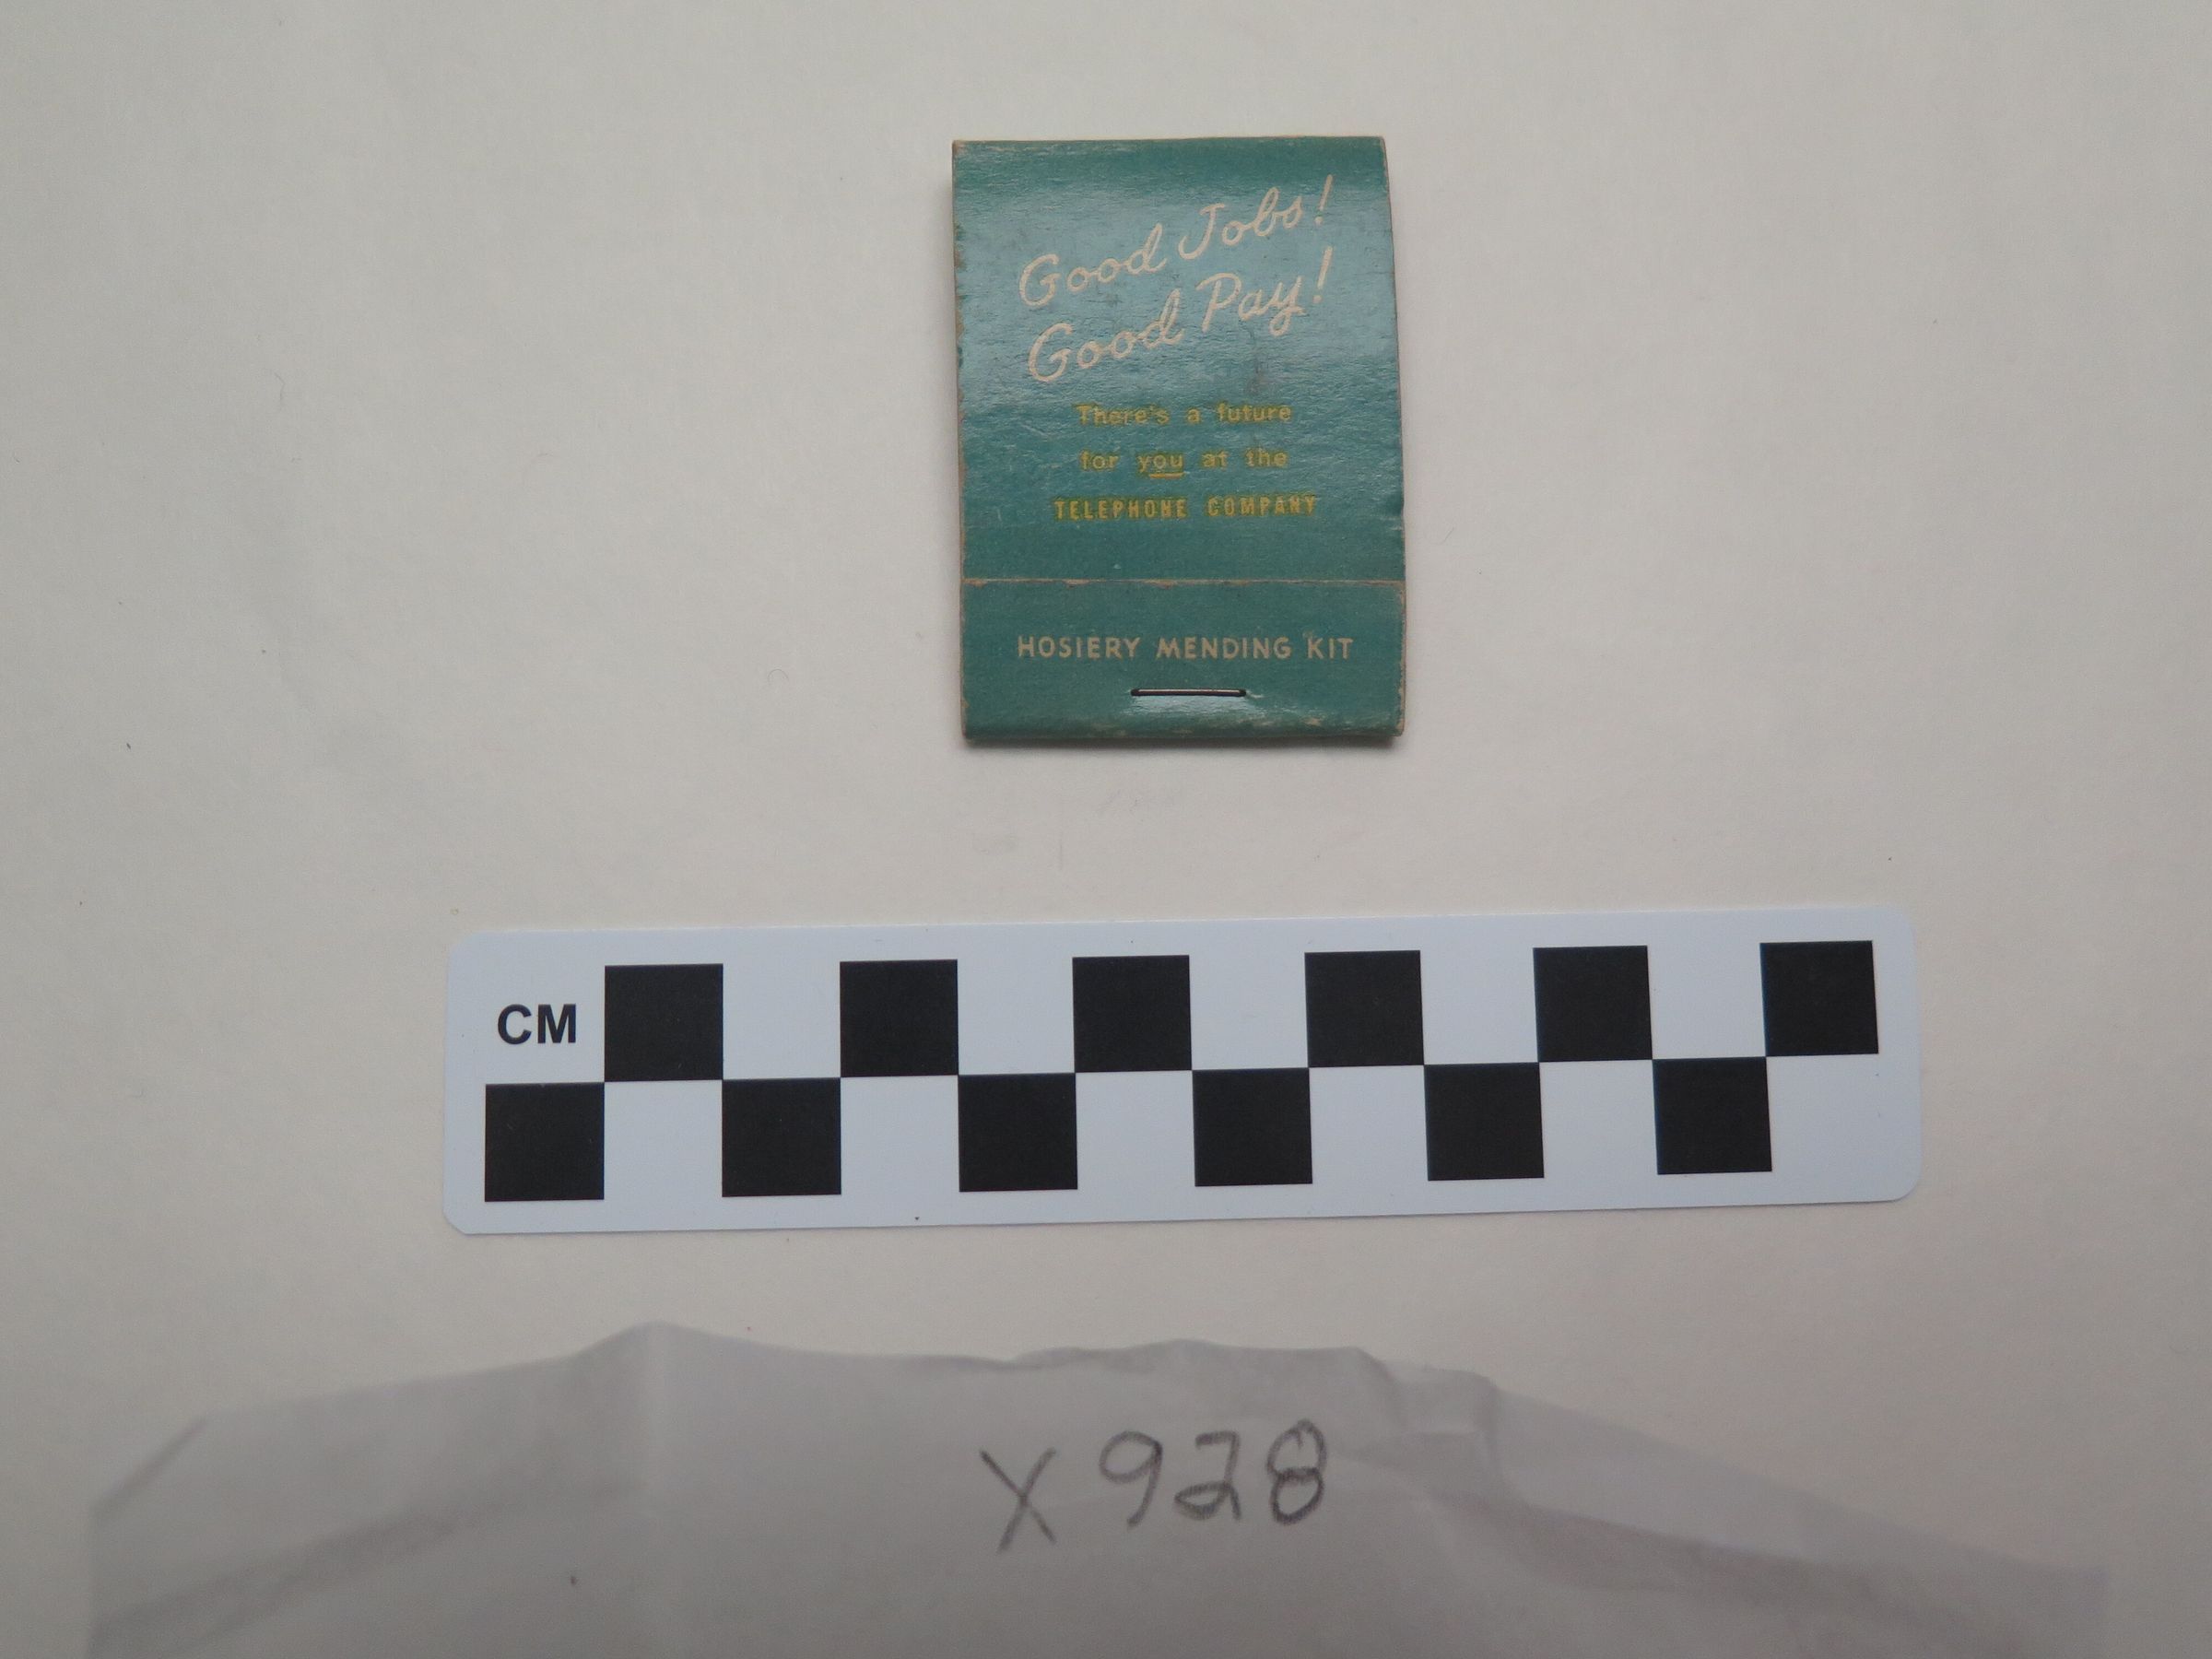 Good Jobs!
Good Pay!
There's a future
for you at the
TELEPHONE COMPANY
HOSIERY MENDING KIT
CM
X928